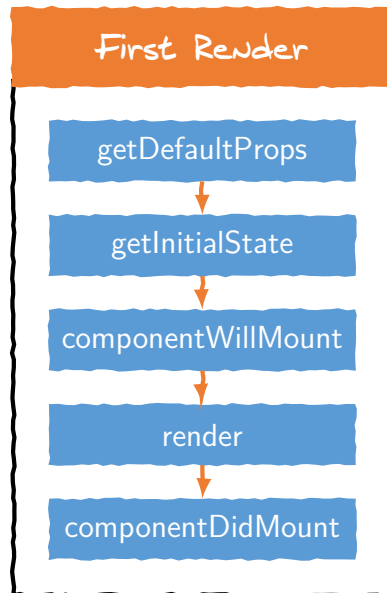 First Render
getDefaultProps
getInitialState
componentWillMount
render
componentDidMount